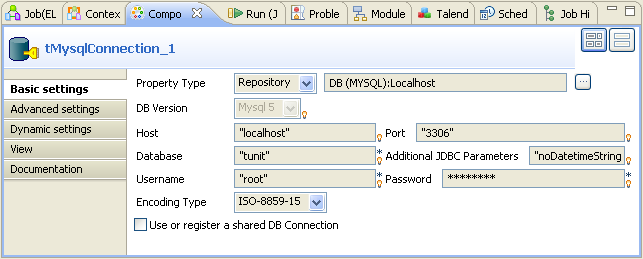 Job(EL Contex Compo Run (J Proble Module Talend Sched Job Hi
tMysqlConnection_1
Basic settings
Advanced settings
Dynamic settings
View
Documentation
Property Type Repository DB (MYSQL):Localhost ...
DB Version Mysql 5
Host "localhost" Port "3306"
Database "tunit" * Additional JDBC Parameters "noDatetimeString
Username "root" * Password ******** *
Encoding Type ISO-8859-15
Use or register a shared DB Connection